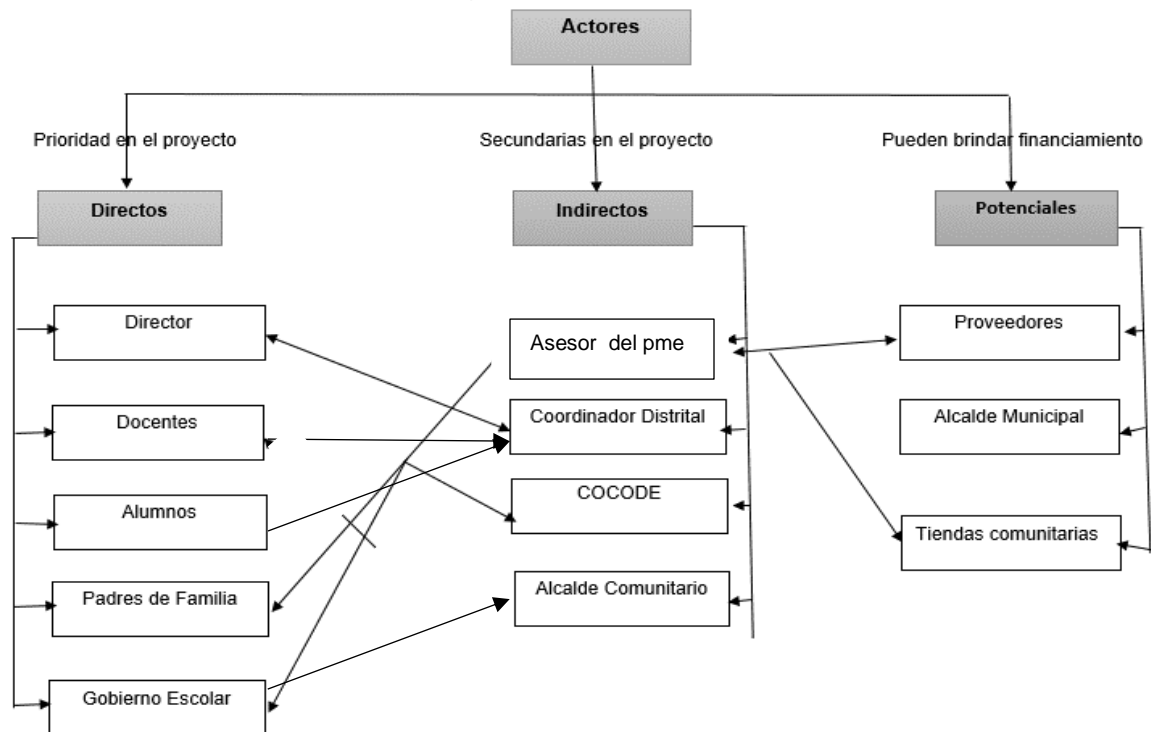 Actores
Prioridad en el proyecto
Secundarias en el proyecto
Pueden brindar financiamiento
Directos
Indirectos
Potenciales
Director
Asesor del pme
Proveedores
Docentes
Coordinador Distrital
Alcalde Municipal
Alumnos
COCODE
Tiendas comunitarias
Padres de Familia
Alcalde Comunitario
Gobierno Escolar